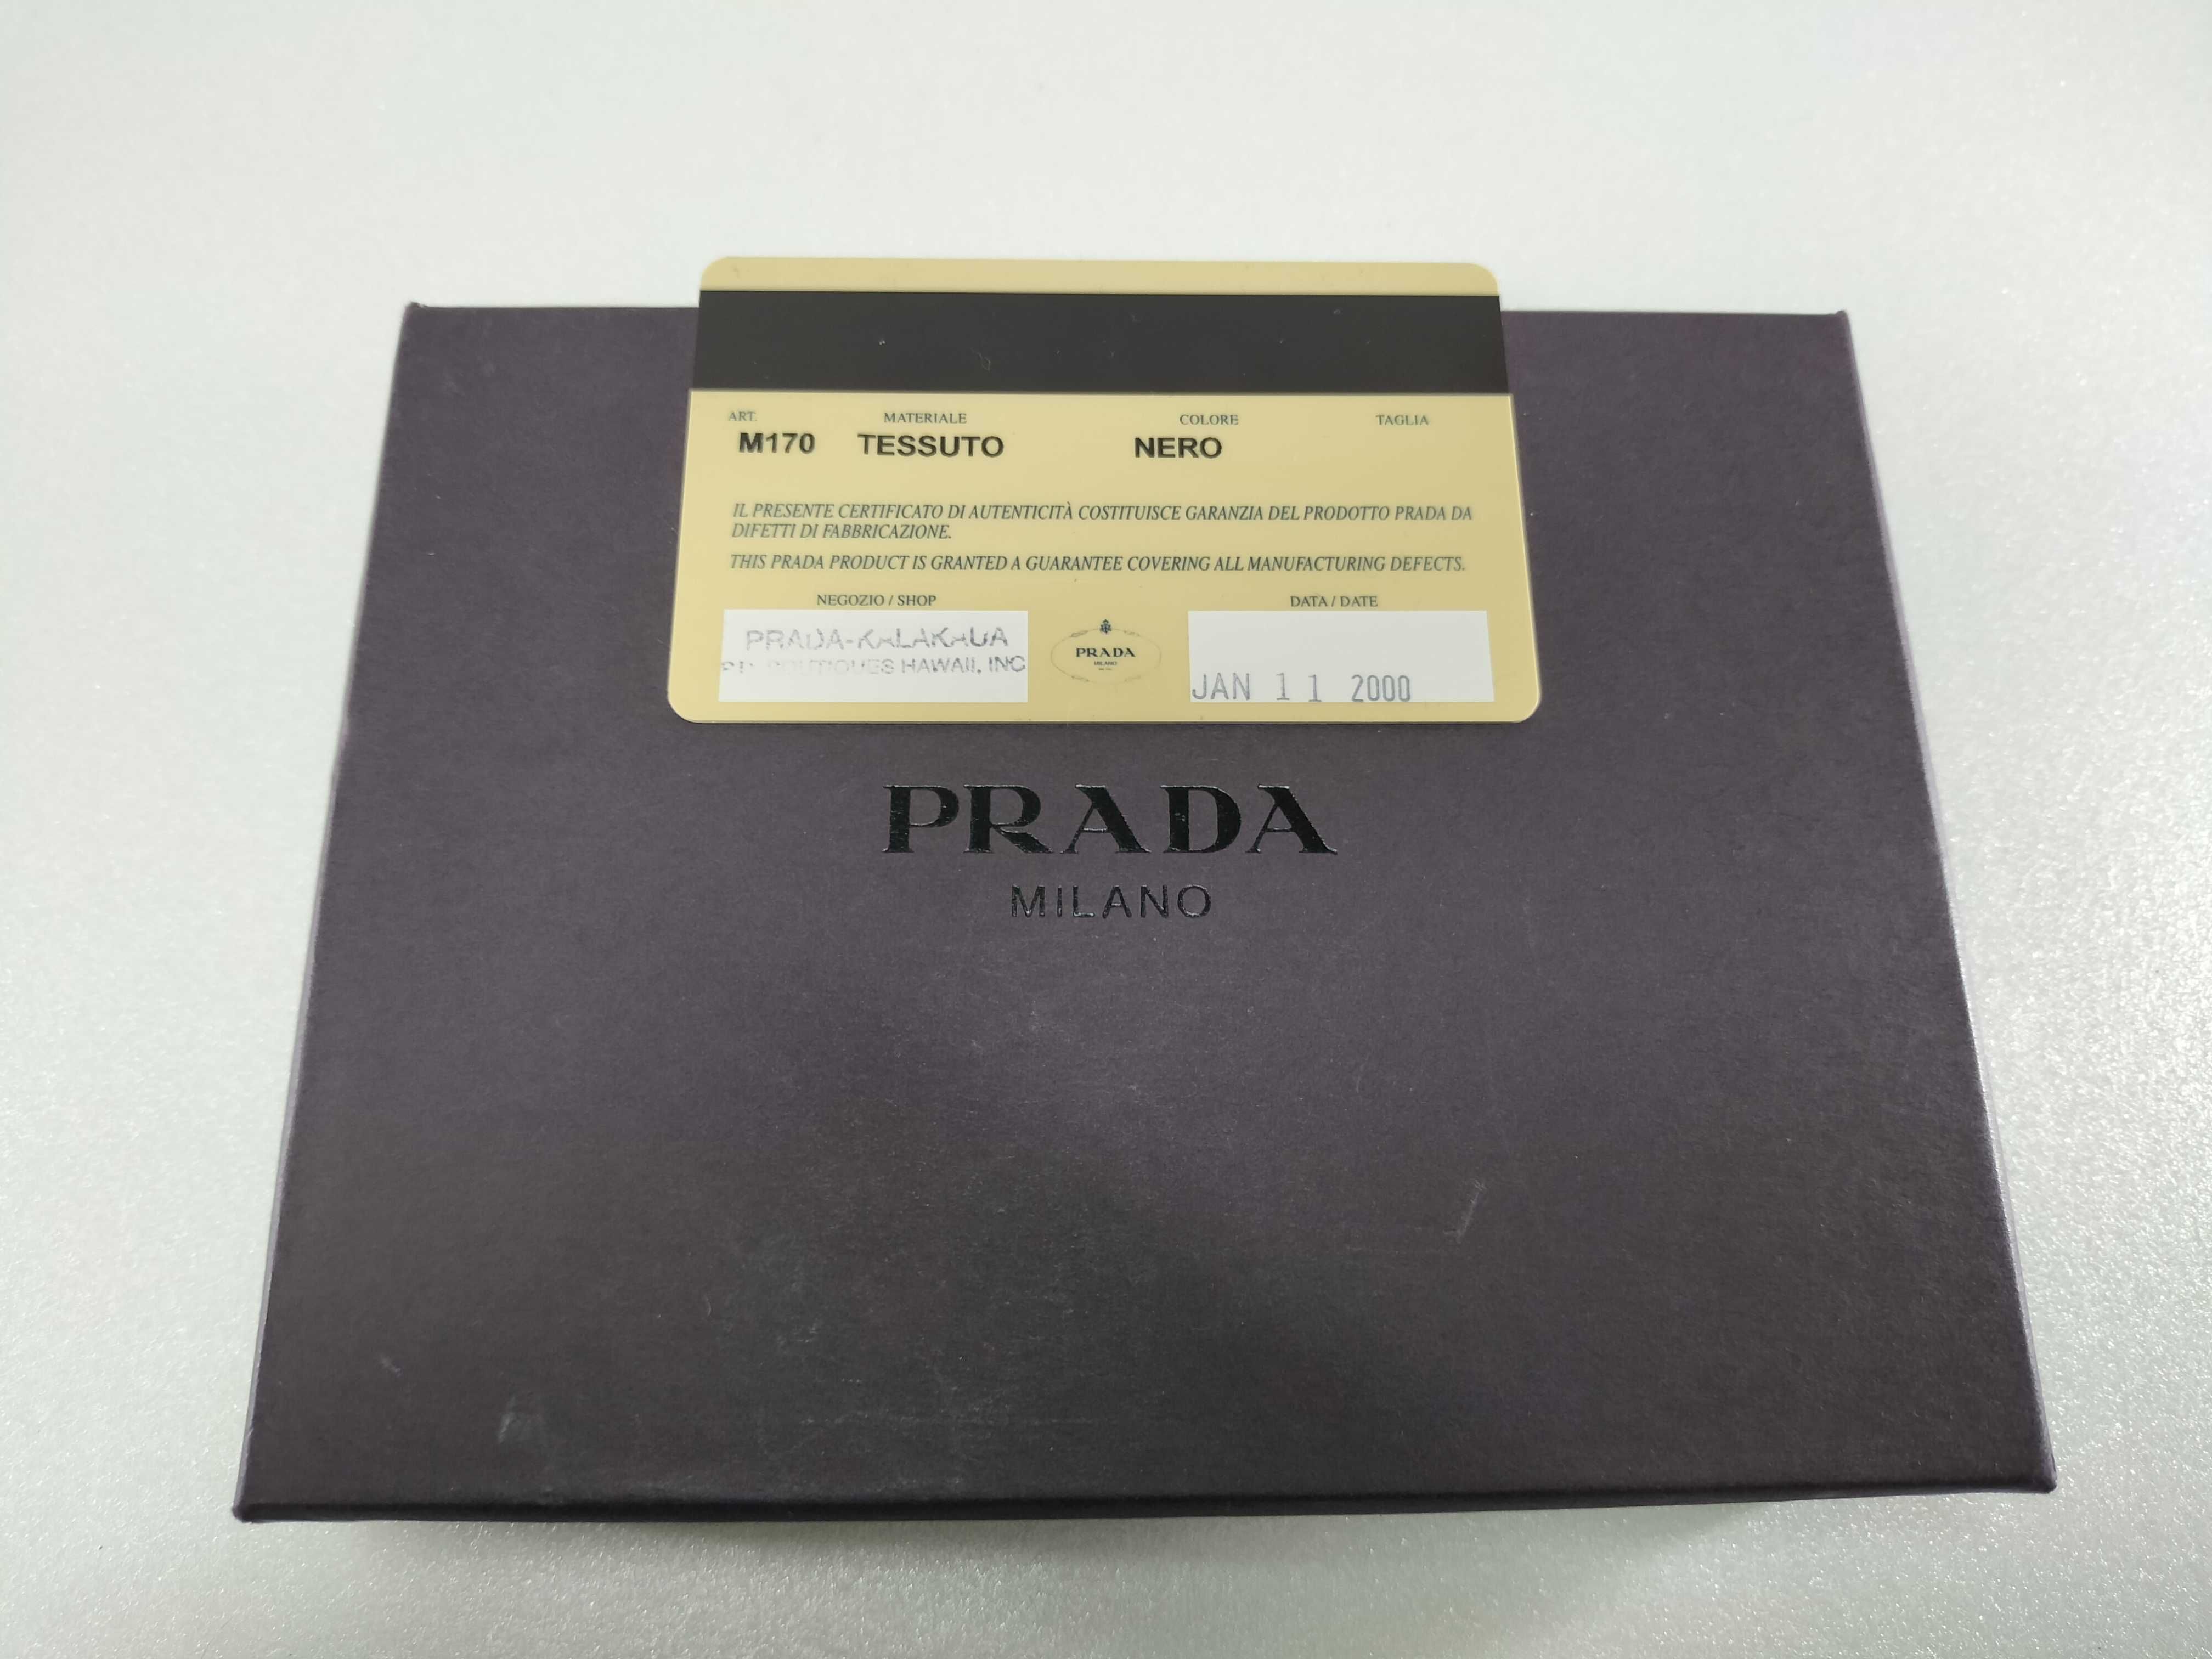 ART. MATERIALE COLORE TAGLIA
M170 TESSUTO NERO
IL PRESENTE CERTIFICATO DI AUTENTICITÀ COSTITUISCE GARANZIA DEL PRODOTTO PRADA DA
DIFETTI DI FABBRICAZIONE.
THIS PRADA PRODUCT IS GRANTED A GUARANTEE COVERING ALL MANUFACTURING DEFECTS.
NEGOZIO / SHOP DATA / DATE
PRADA-KALAKAUA
BOUTIQUES HAWAII, INC
PRADA
MILANO
JAN 11 2000
PRADA
MILANO